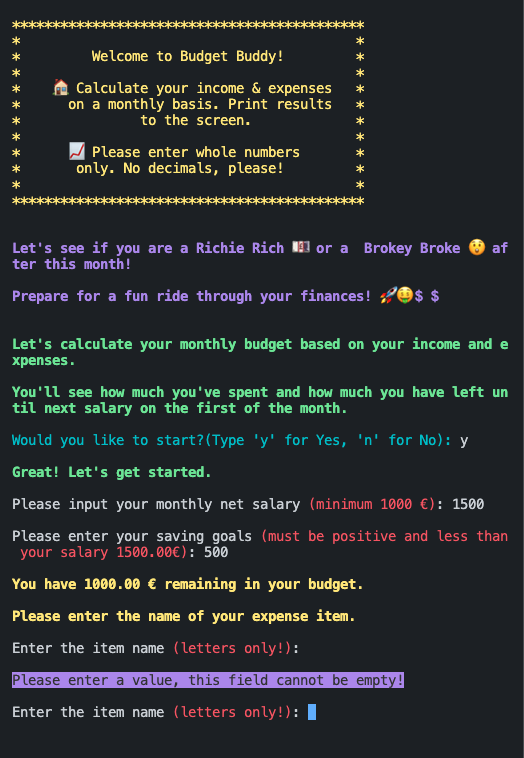 ********************************************
*                                          *
*         Welcome to Budget Buddy!         *
*                                          *
*    🏠 Calculate your income & expenses   *
*      on a monthly basis. Print results   *
*               to the screen.             *
*                                          *
*      📈 Please enter whole numbers       *
*       only. No decimals, please!         *
*                                          *
********************************************
Let's see if you are a Richie Rich 💶 or a  Brokey Broke 😲 af
ter this month!
Prepare for a fun ride through your finances! 🚀🤑$ $
Let's calculate your monthly budget based on your income and e
xpenses.
You'll see how much you've spent and how much you have left un
til next salary on the first of the month.
Would you like to start?(Type 'y' for Yes, 'n' for No): y
Great! Let's get started.
Please input your monthly net salary (minimum 1000 €): 1500
Please enter your saving goals (must be positive and less than
 your salary 1500.00€): 500
You have 1000.00 € remaining in your budget.
Please enter the name of your expense item.
Enter the item name (letters only!):
Please enter a value, this field cannot be empty!
Enter the item name (letters only!):